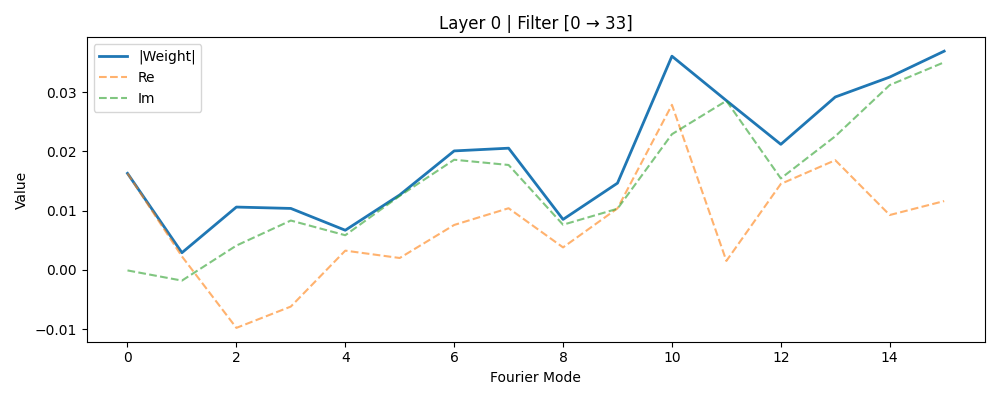 Layer 0 | Filter [0 → 33]
|Weight|
Re
Im
Value
0.03
0.02
0.01
0.00
−0.01
0 2 4 6 8 10 12 14
Fourier Mode